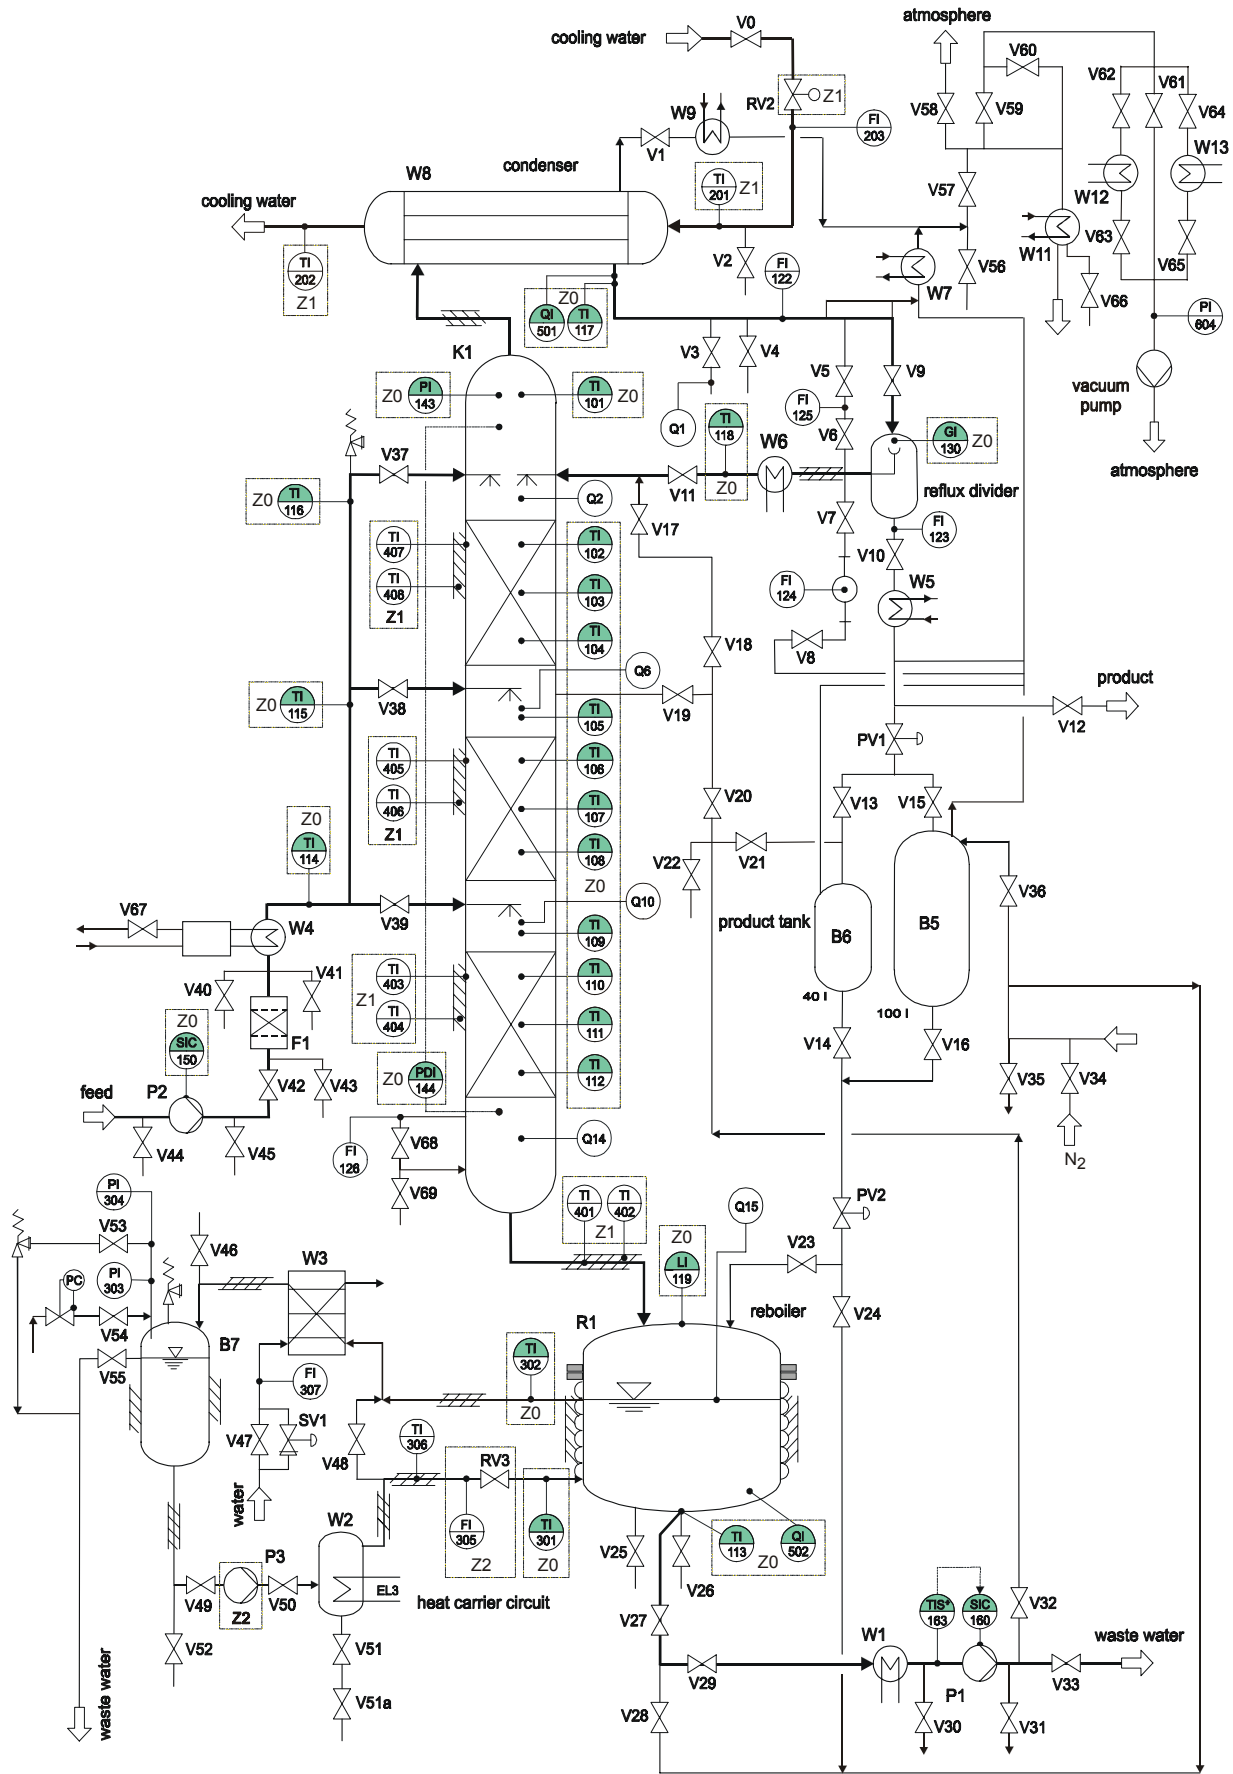 V0
atmosphere
cooling water
V60
V62
V61
RV2
Z1
V58
V59
V64
W9
FI
203
V1
condenser
W8
TI
201
Z1
W13
W12
V57
cooling water
V63
W11
V2
FI
122
V56
V65
TI
202
Z1
W7
V66
Z0
QI
501
TI
117
PI
604
K1
V3
V4
V5
V9
vacuum
pump
Z0
PI
143
TI
101
Z0
FI
125
TI
118
Q1
V6
GI
130
Z0
W6
V37
atmosphere
Z0
TI
116
Z0
V11
reflux divider
Q2
V17
V7
FI
123
TI
407
TI
102
V10
TI
408
TI
103
FI
124
W5
Z1
TI
104
V18
V8
Q6
product
Z0
TI
115
V38
V19
TI
105
V12
PV1
TI
405
TI
106
TI
406
TI
107
V20
V13
V15
Z1
Z0
TI
114
TI
108
V22
V21
V36
Z0
V67
V39
Q10
product tank
W4
TI
109
B6
B5
V41
TI
403
TI
110
V40
Z1
40 l
TI
404
TI
111
100 l
Z0
SIC
150
F1
V14
V16
P2
Z0
PDI
144
TI
112
V42
V43
V35
V34
feed
V44
V45
FI
126
V68
Q14
N2
PI
304
V69
TI
401
TI
402
Q15
PV2
V53
V46
Z1
Z0
V23
PC
PI
303
W3
LI
119
V54
R1
reboiler
V24
B7
TI
302
V55
FI
307
Z0
SV1
TI
306
V47
V48
RV3
water
W2
FI
305
TI
301
TI
113
QI
502
P3
V25
Z0
Z2
Z0
EL3
V26
V49
Z2
V50
heat carrier circuit
V27
TIS*
163
SIC
160
V32
V52
V51
W1
waste water
waste water
V29
V33
V51a
V28
P1
V30
V31